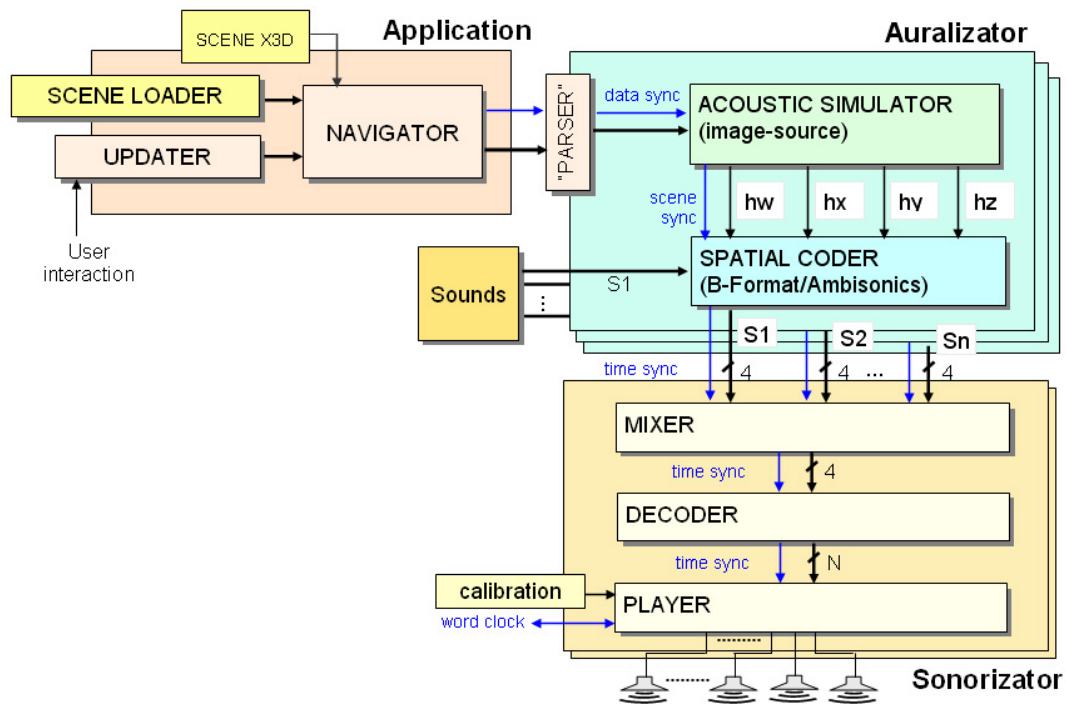 SCENE X3D
Application
Auralizator
SCENE LOADER
UPDATER
NAVIGATOR
"PARSER"
data sync
ACOUSTIC SIMULATOR
(image-source)
User
interaction
scene
sync
hw
hx
hy
hz
Sounds
S1
⋮
SPATIAL CODER
(B-Format/Ambisonics)
S1
S2
Sn
time sync
4
4
...
4
MIXER
time sync
4
DECODER
time sync
N
calibration
word clock
PLAYER
Sonorizator